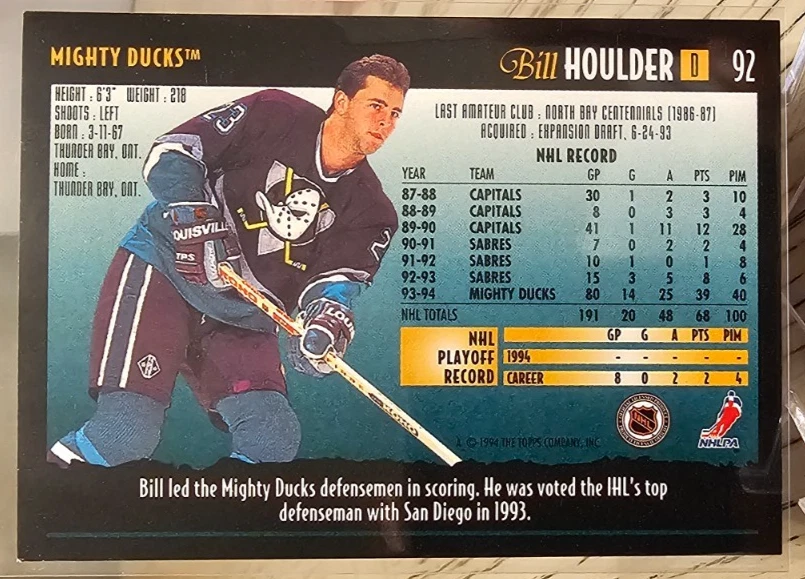 MIGHTY DUCKS™
Bill HOULDER D 92
HEIGHT : 6'3" WEIGHT : 218
SHOOTS : LEFT
BORN : 3-11-67
THUNDER BAY, ONT.
HOME :
THUNDER BAY, ONT.
LAST AMATEUR CLUB : NORTH BAY CENTENNIALS (1986-87)
ACQUIRED : EXPANSION DRAFT, 6-24-93
NHL RECORD
YEAR TEAM GP G A PTS PIM
87-88 CAPITALS 30 1 2 3 10
88-89 CAPITALS 8 0 3 3 4
89-90 CAPITALS 41 1 11 12 28
90-91 SABRES 7 0 2 2 4
91-92 SABRES 10 1 0 1 8
92-93 SABRES 15 3 5 8 6
93-94 MIGHTY DUCKS 80 14 25 39 40
NHL TOTALS 191 20 48 68 100
NHL PLAYOFF RECORD
GP G A PTS PIM
1994 - - - - -
CAREER 8 0 2 2 4
23
LOUISVILLE
TPS
LOUI
2
NHL
NHLPA
A © 1994 THE TOPPS COMPANY, INC.
Bill led the Mighty Ducks defensemen in scoring. He was voted the IHL's top
defenseman with San Diego in 1993.